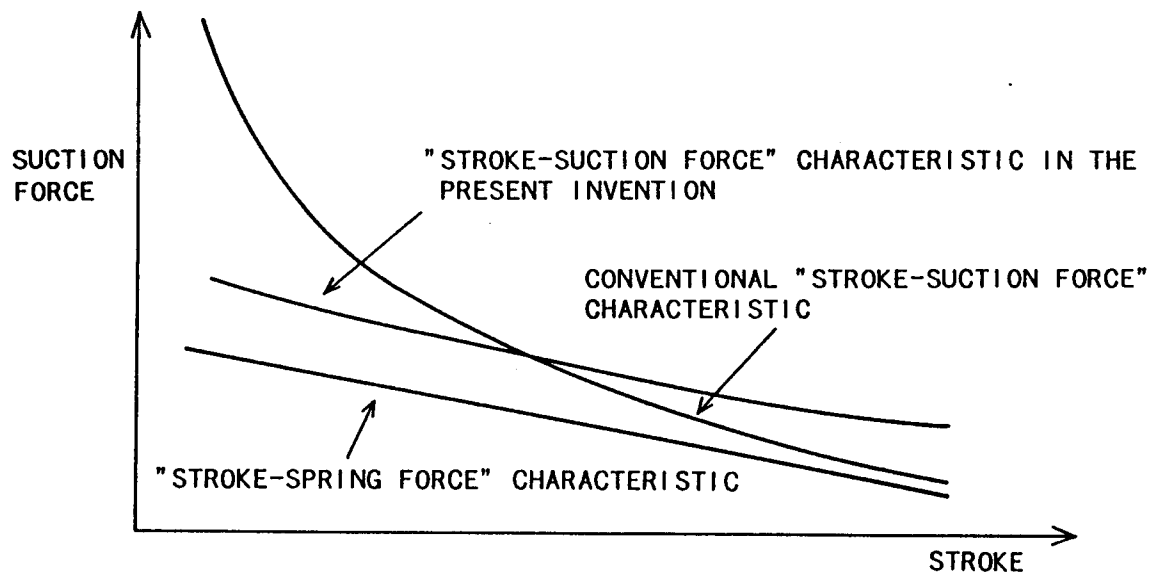 SUCTION
FORCE
"STROKE-SUCTION FORCE" CHARACTERISTIC IN THE
PRESENT INVENTION
CONVENTIONAL "STROKE-SUCTION FORCE"
CHARACTERISTIC
"STROKE-SPRING FORCE" CHARACTERISTIC
STROKE